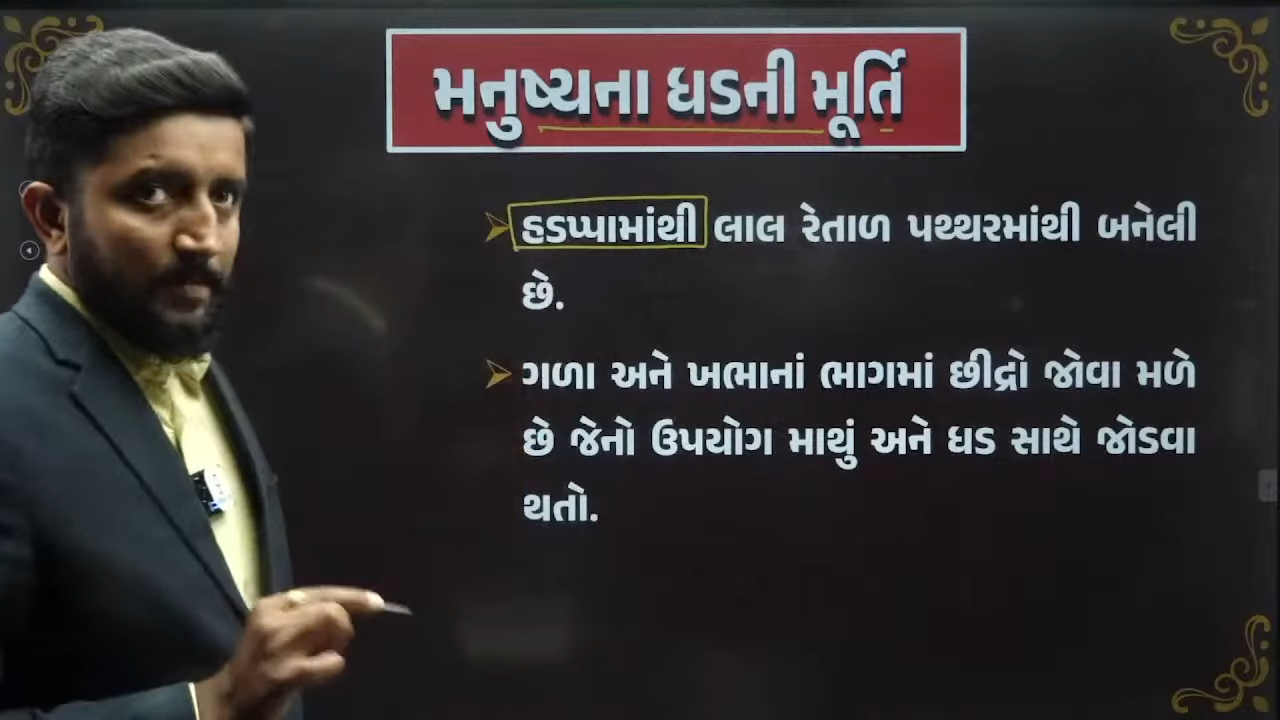 મનુષ્યના ધડની મૂર્તિ
હડપ્પામાંથી લાલ રેતાળ પથ્થરમાંથી બનેલી
છે.
ગળા અને ખભાનાં ભાગમાં છીદ્રો જોવા મળે
છે જેનો ઉપયોગ માથું અને ધડ સાથે જોડવા
થતો.